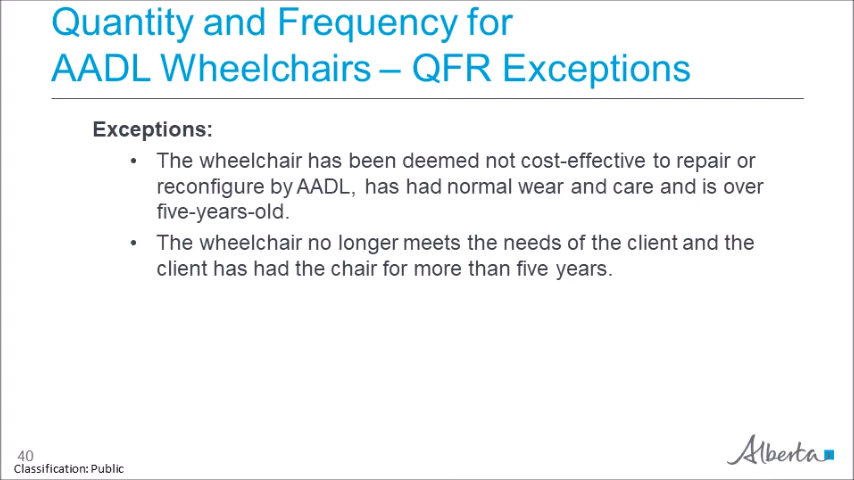 Quantity and Frequency for
AADL Wheelchairs – QFR Exceptions
Exceptions:
• The wheelchair has been deemed not cost-effective to repair or
reconfigure by AADL, has had normal wear and care and is over
five-years-old.
• The wheelchair no longer meets the needs of the client and the
client has had the chair for more than five years.
40
Classification: Public
Alberta